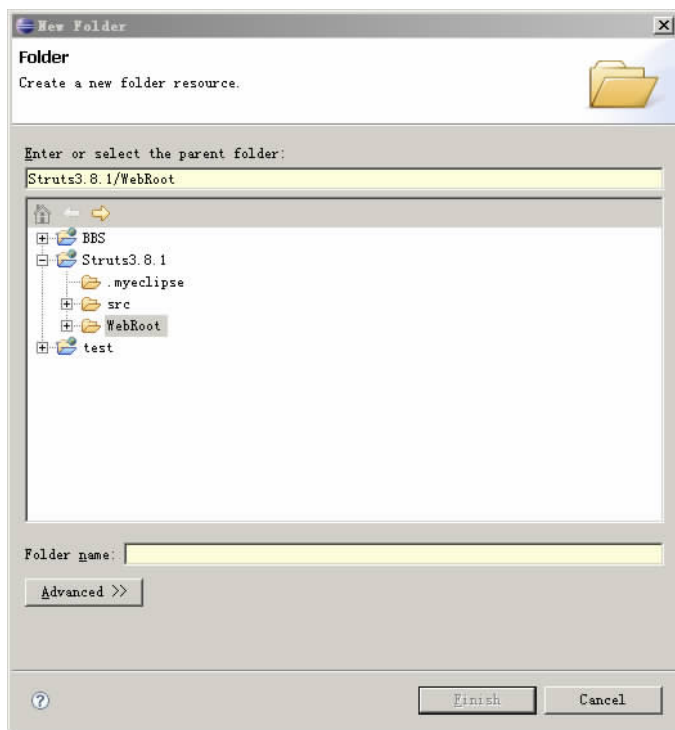 New Folder
Folder
Create a new folder resource.
Enter or select the parent folder:
Struts3.8.1/WebRoot
BBS
Struts3.8.1
.myeclipse
src
WebRoot
test
Folder name:
Advanced >>
Finish Cancel